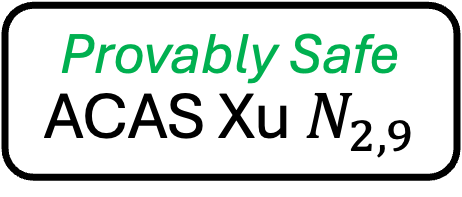 Provably Safe
ACAS Xu N₂,₉